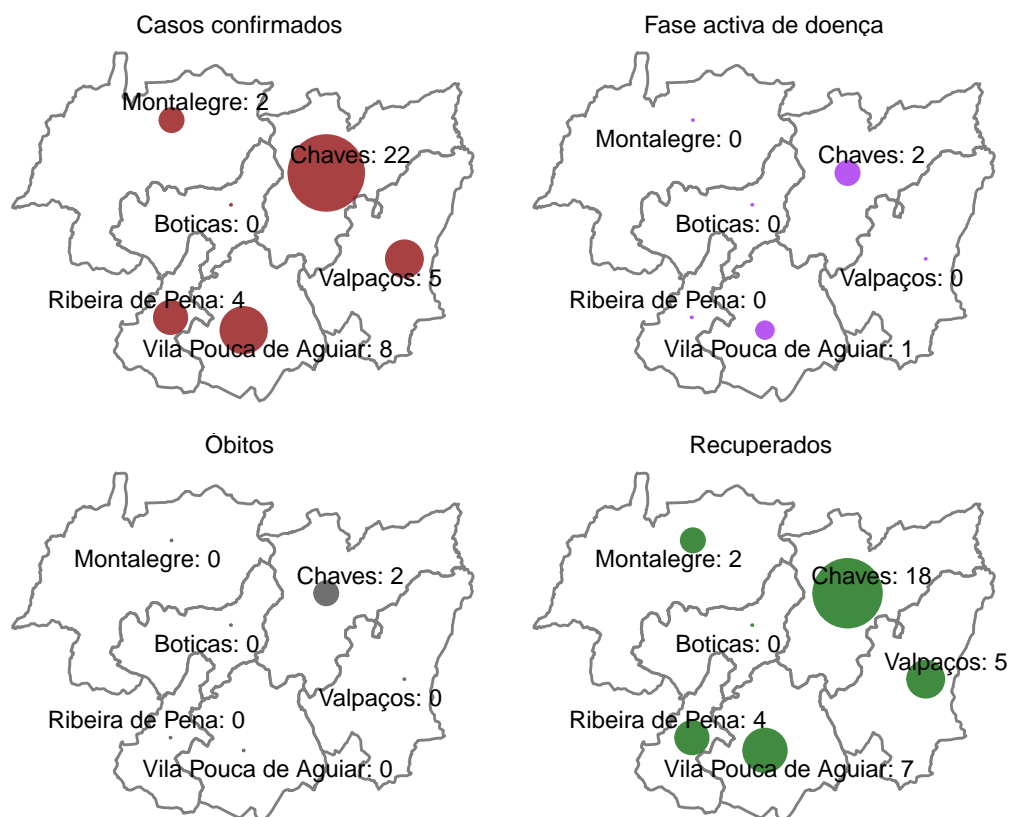 Casos confirmados
Montalegre: 2
Chaves: 22
Boticas: 0
Valpaços: 5
Ribeira de Pena: 4
Vila Pouca de Aguiar: 8
Fase activa de doença
Montalegre: 0
Chaves: 2
Boticas: 0
Valpaços: 0
Ribeira de Pena: 0
Vila Pouca de Aguiar: 1
Óbitos
Montalegre: 0
Chaves: 2
Boticas: 0
Valpaços: 0
Ribeira de Pena: 0
Vila Pouca de Aguiar: 0
Recuperados
Montalegre: 2
Chaves: 18
Boticas: 0
Valpaços: 5
Ribeira de Pena: 4
Vila Pouca de Aguiar: 7